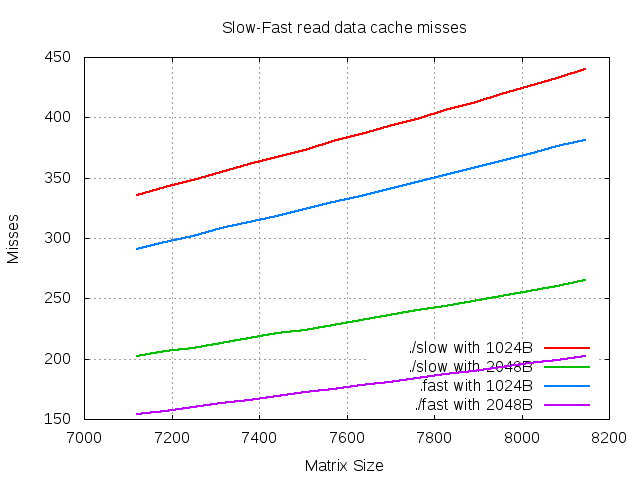 Slow-Fast read data cache misses
450
400
350
300
250
200
150
Misses
./slow with 1024B
./slow with 2048B
.fast with 1024B
./fast with 2048B
7000 7200 7400 7600 7800 8000 8200
Matrix Size